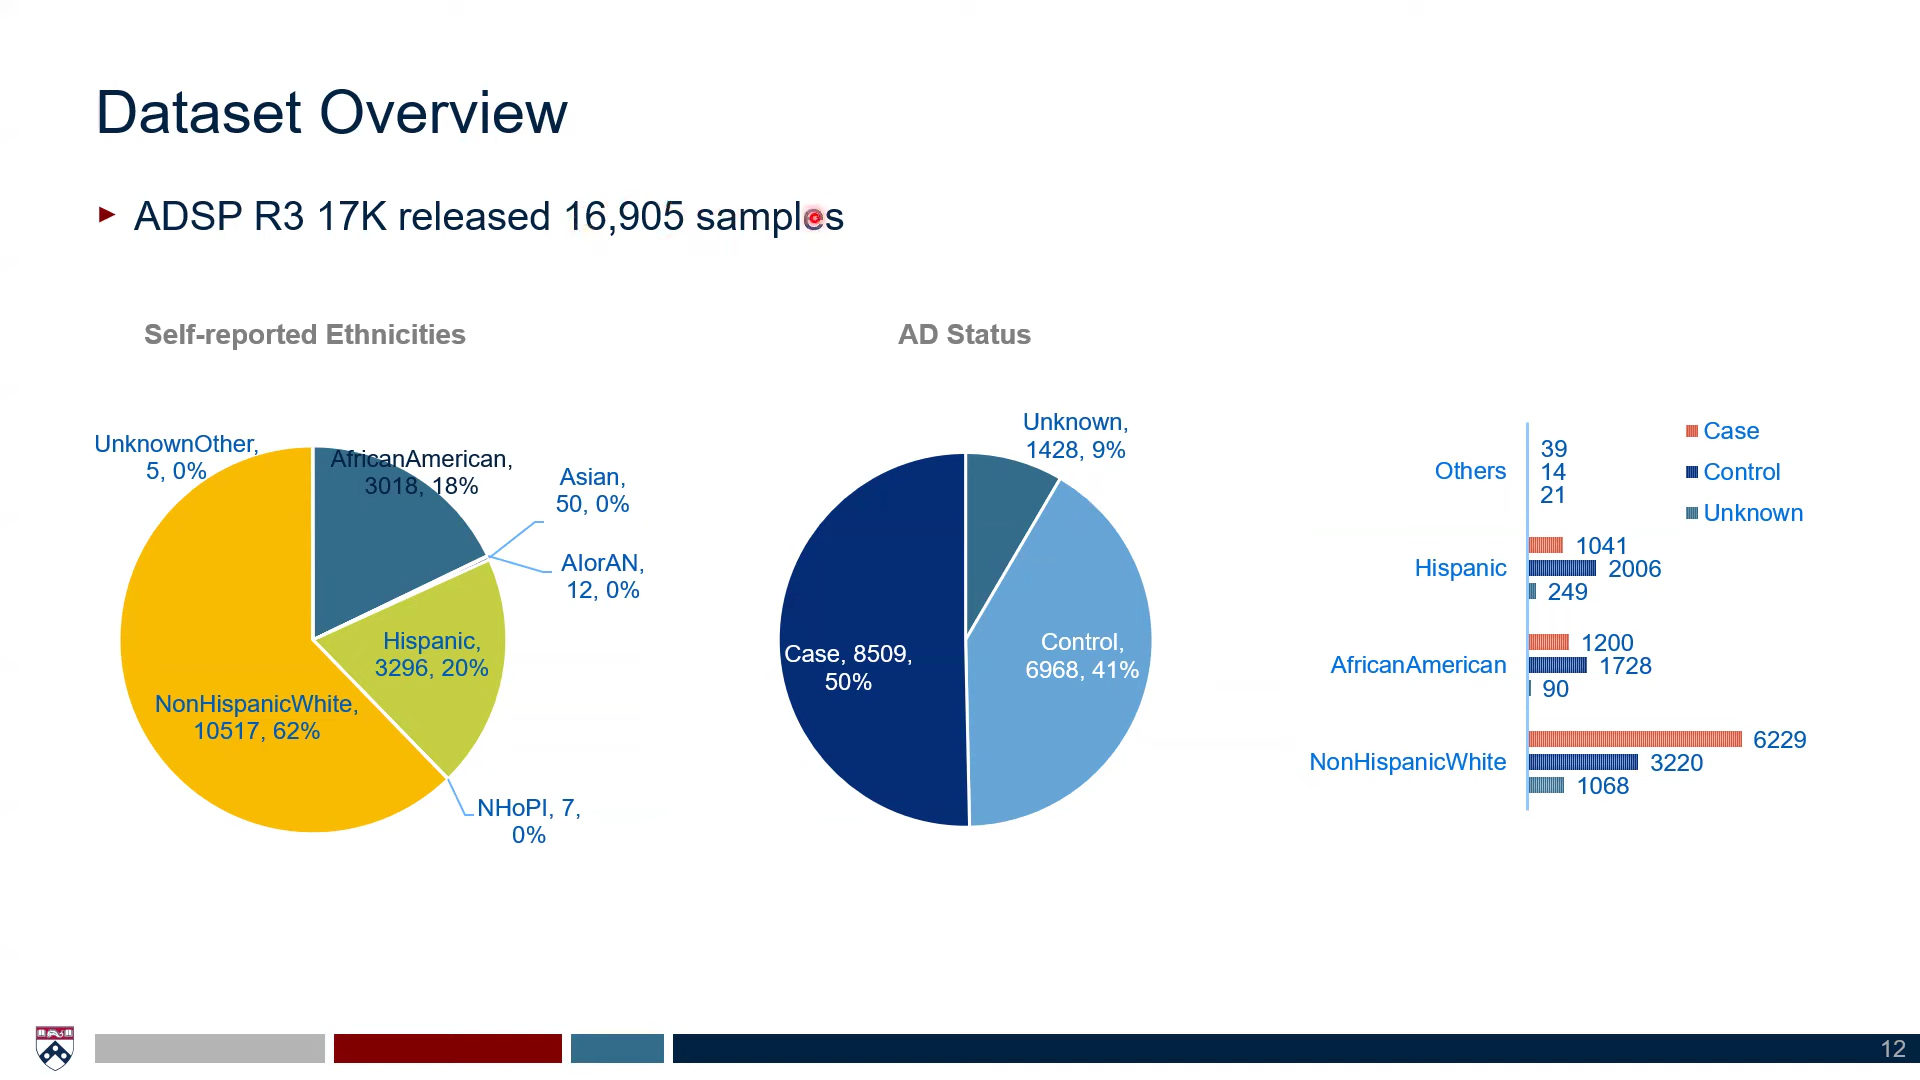 Dataset Overview
ADSP R3 17K released 16,905 samples
Self-reported Ethnicities
UnknownOther,
5, 0%
AfricanAmerican,
3018, 18%
Asian,
50, 0%
AIorAN,
12, 0%
Hispanic,
3296, 20%
NonHispanicWhite,
10517, 62%
NHoPI, 7,
0%
AD Status
Unknown,
1428, 9%
Case, 8509,
50%
Control,
6968, 41%
Case
Control
Unknown
Others
39
14
21
Hispanic
1041
2006
249
AfricanAmerican
1200
1728
90
NonHispanicWhite
6229
3220
1068
12